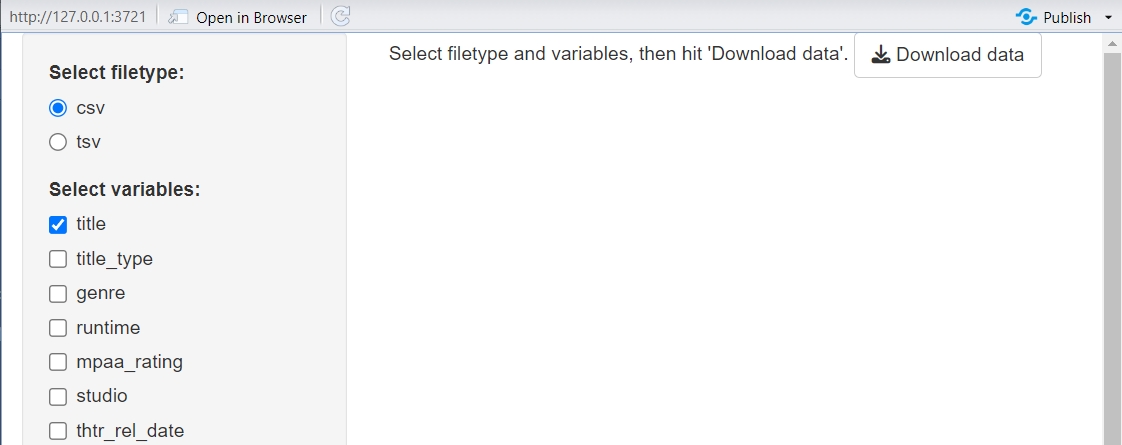 http://127.0.0.1:3721 Open in Browser Publish
Select filetype:
csv
tsv
Select variables:
title
title_type
genre
runtime
mpaa_rating
studio
thtr_rel_date
Select filetype and variables, then hit 'Download data'. Download data